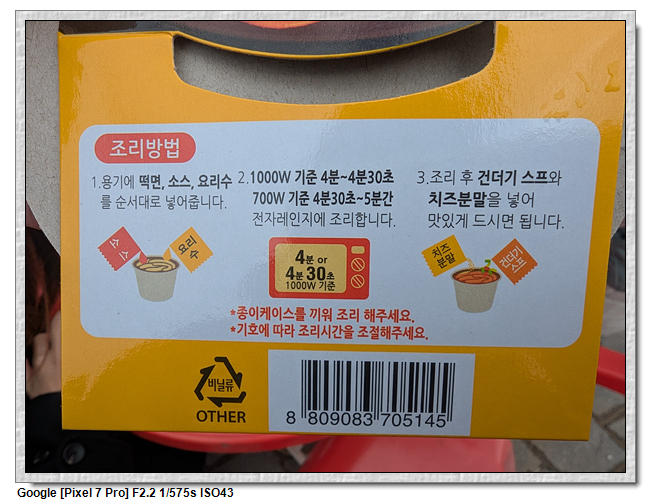 조리방법
1.용기에 떡면, 소스, 요리수
를 순서대로 넣어줍니다.
소스
요리수
2.1000W 기준 4분~4분30초
700W 기준 4분30초~5분간
전자레인지에 조리합니다.
4분 or
4분 30초
1000W 기준
3.조리 후 건더기 스프와
치즈분말을 넣어
맛있게 드시면 됩니다.
치즈
분말
건더기
스프
*종이케이스를 끼워 조리 해주세요.
*기호에 따라 조리시간을 조절해주세요.
비닐류
OTHER
8 809083 705145
Google [Pixel 7 Pro] F2.2 1/575s ISO43